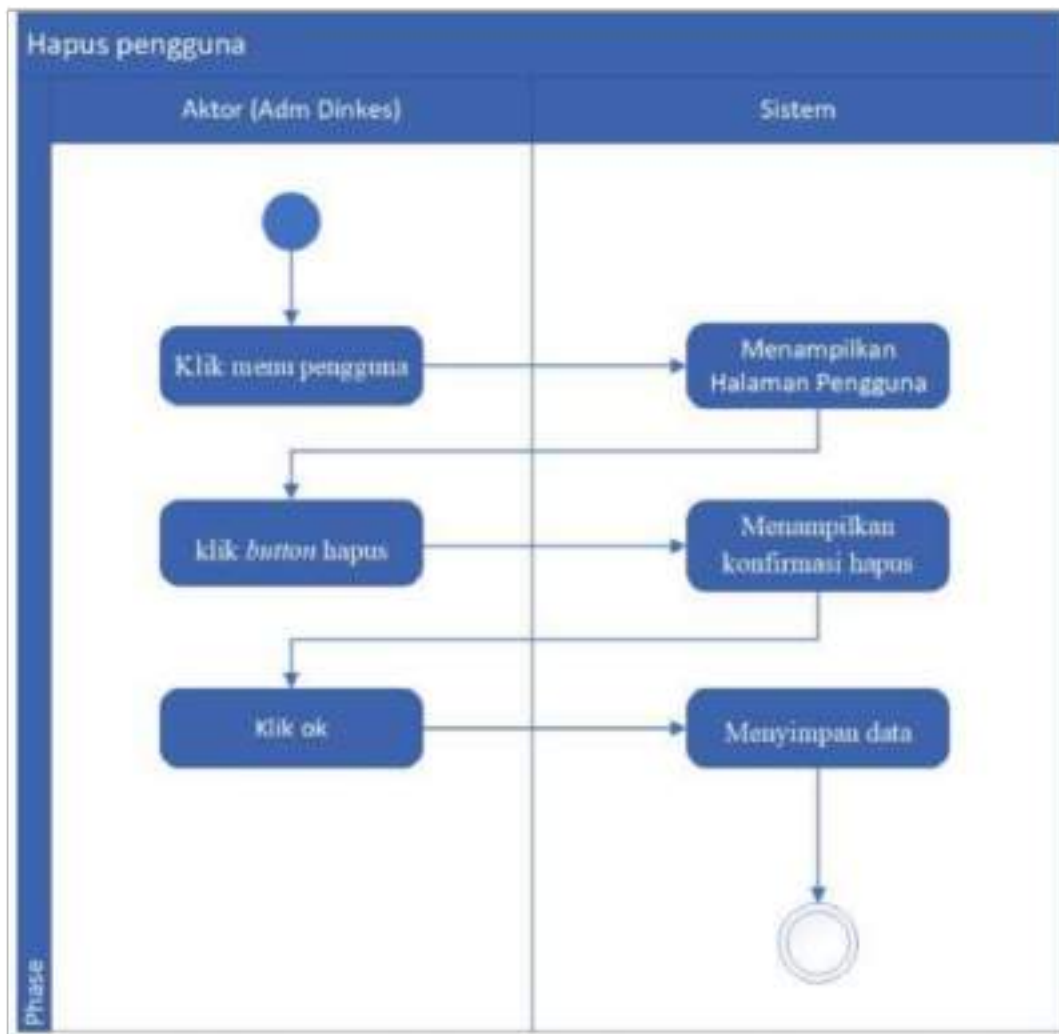 Hapus pengguna
Aktor (Adm Dinkes)
Sistem
Klik menu pengguna
Menampilkan
Halaman Pengguna
klik button hapus
Menampilkan
konfirmasi hapus
Klik ok
Menyimpan data
Phase